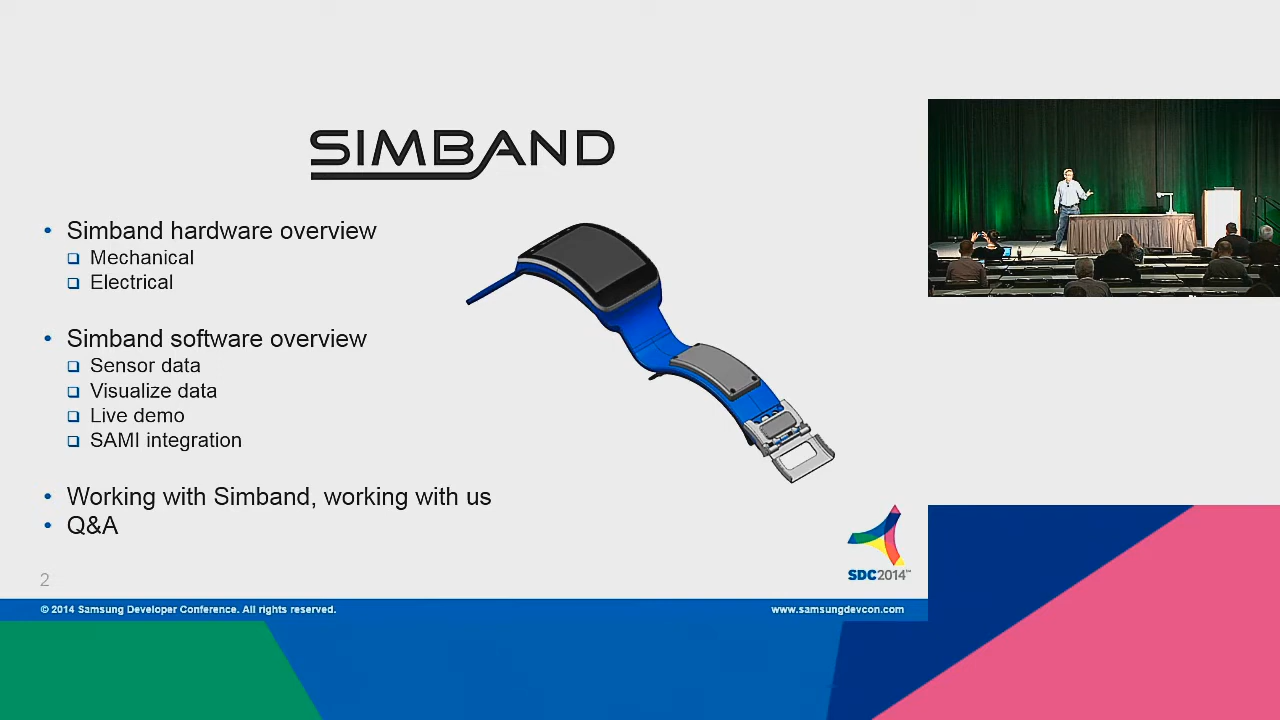 SIMBAND
• Simband hardware overview
❑ Mechanical
❑ Electrical
• Simband software overview
❑ Sensor data
❑ Visualize data
❑ Live demo
❑ SAMI integration
• Working with Simband, working with us
• Q&A
SDC2014™
2
© 2014 Samsung Developer Conference. All rights reserved.
www.samsungdevcon.com